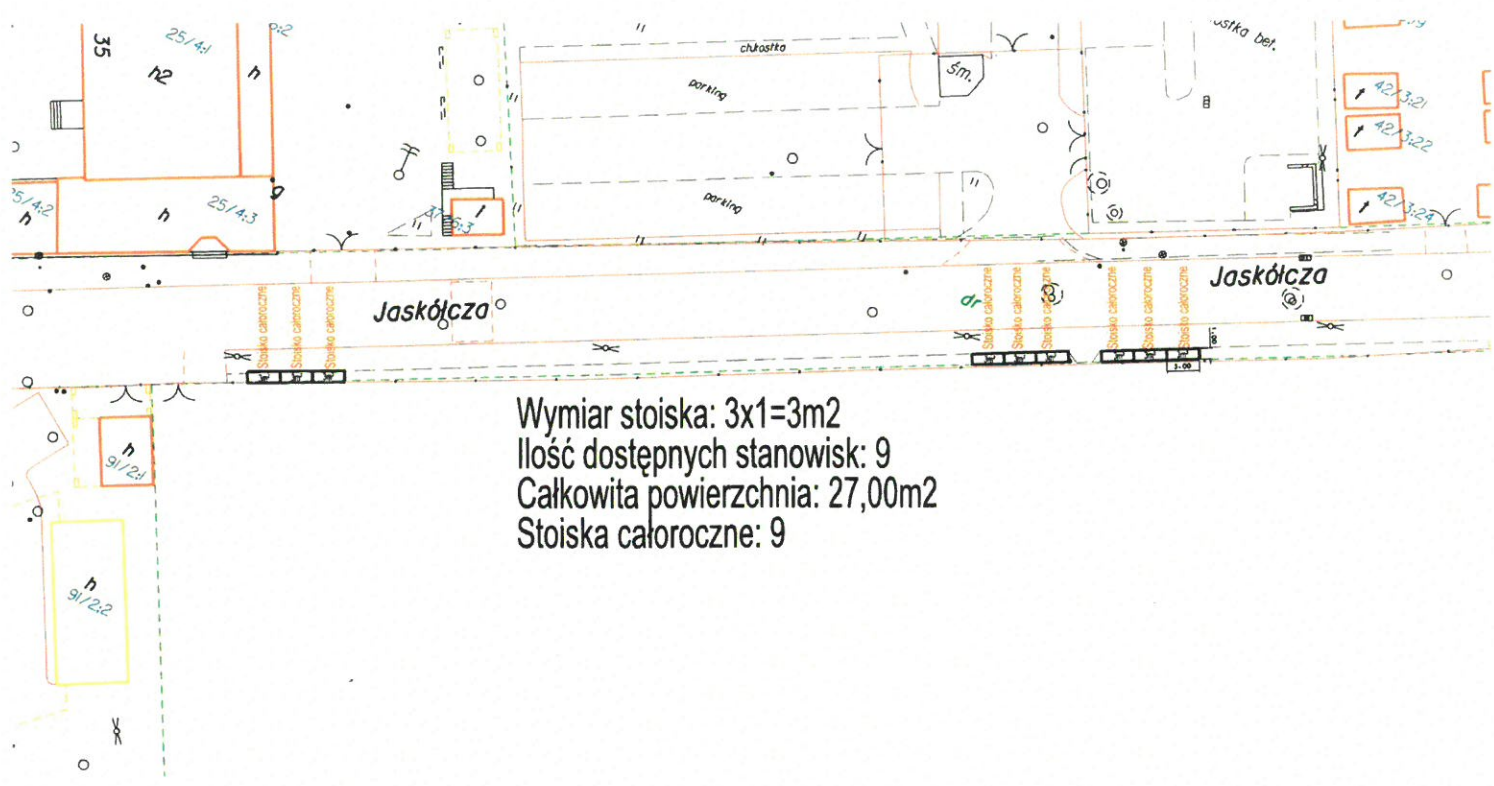 35
25/4:1
h2
h
chkostka
parking
śm.
42/3:21
42/3:22
42/3:24
25/4:2
h
h
25/4:3
parking
Jaskółcza
Jaskółcza
dr
Stoisko całoroczne
Stoisko całoroczne
Stoisko całoroczne
Stoisko całoroczne
Stoisko całoroczne
Stoisko całoroczne
Stoisko całoroczne
Stoisko całoroczne
Stoisko całoroczne
1.00
3.00
Wymiar stoiska: 3x1=3m2
Ilość dostępnych stanowisk: 9
Całkowita powierzchnia: 27,00m2
Stoiska całoroczne: 9
h
91/2:1
h
91/2:2